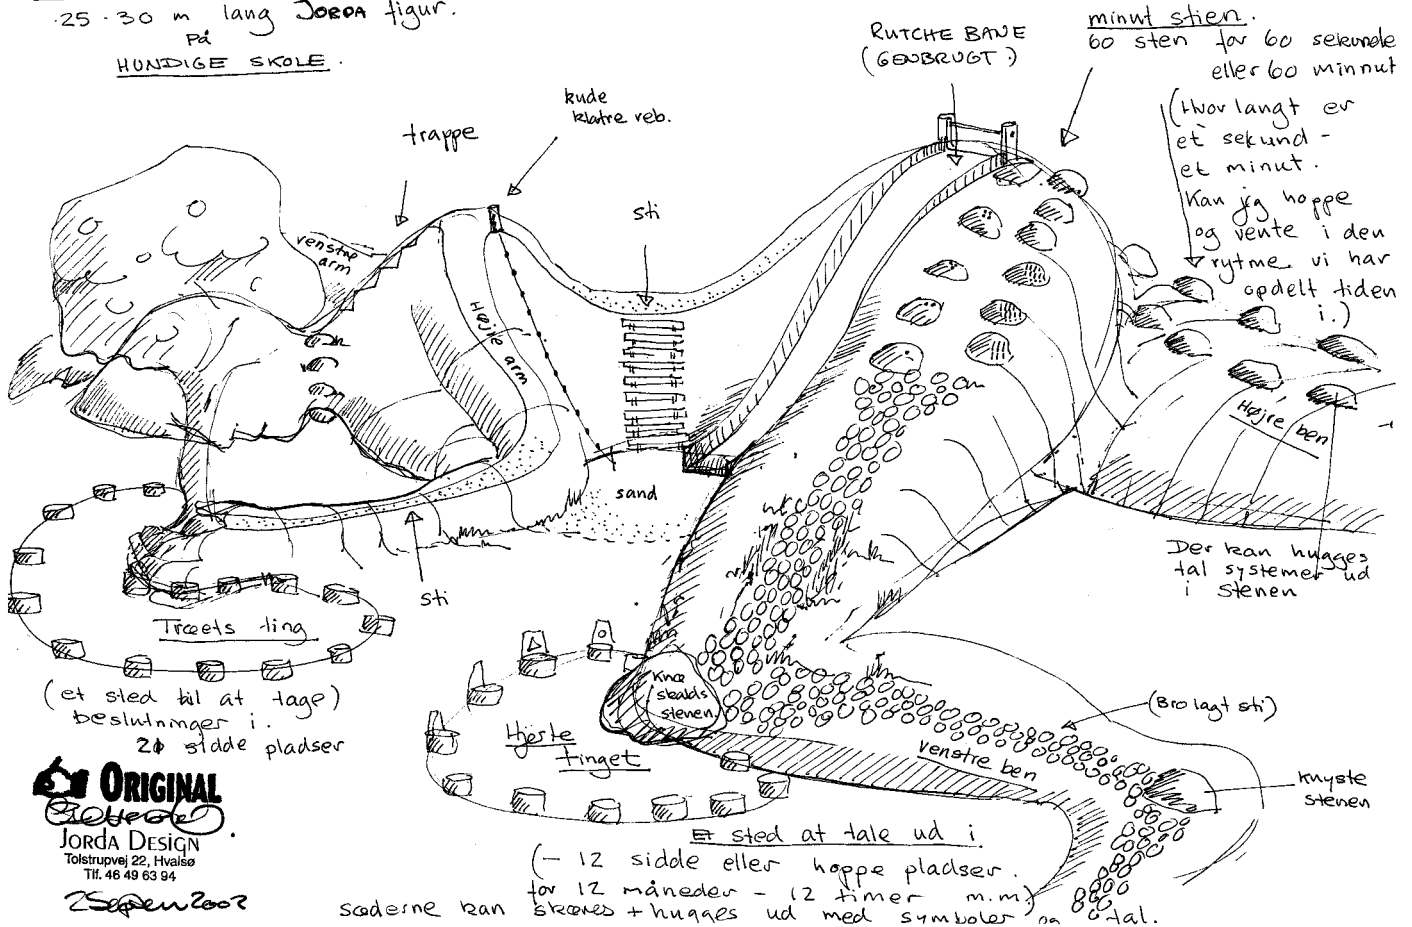 ·25·30 m lang JORDA figur.
På
HUNDIGE SKOLE.
RUTCHE BANE
(GENBRUGT.)
minut stien.
60 sten for 60 sekunde
eller 60 minnut
(Hvor langt er
et sekund -
et minut.
Kan jeg hoppe
og vente i den
rytme vi har
opdelt tiden
i.)
kude
klatre reb.
trappe
sti
venstre
arm
Højre arm
sand
sti
Højre ben
Der kan hugges
tal systemer ud
i stenen
Træets ting
(et sted til at tage)
beslutninger i.
sidde pladser
Knæ
skalds
stenen
Hjerte
tinget
(Bro lagt sti)
venstre ben
knyste
stenen
Et sted at tale ud i
(- 12 sidde eller hoppe pladser.
for 12 måneder - 12 timer m.m.)
sæderne kan skæres + hugges ud med symboler og tal.
ORIGINAL
JORDA DESIGN
Tolstrupvej 22, Hvalsø
Tlf. 46 49 63 94
2002